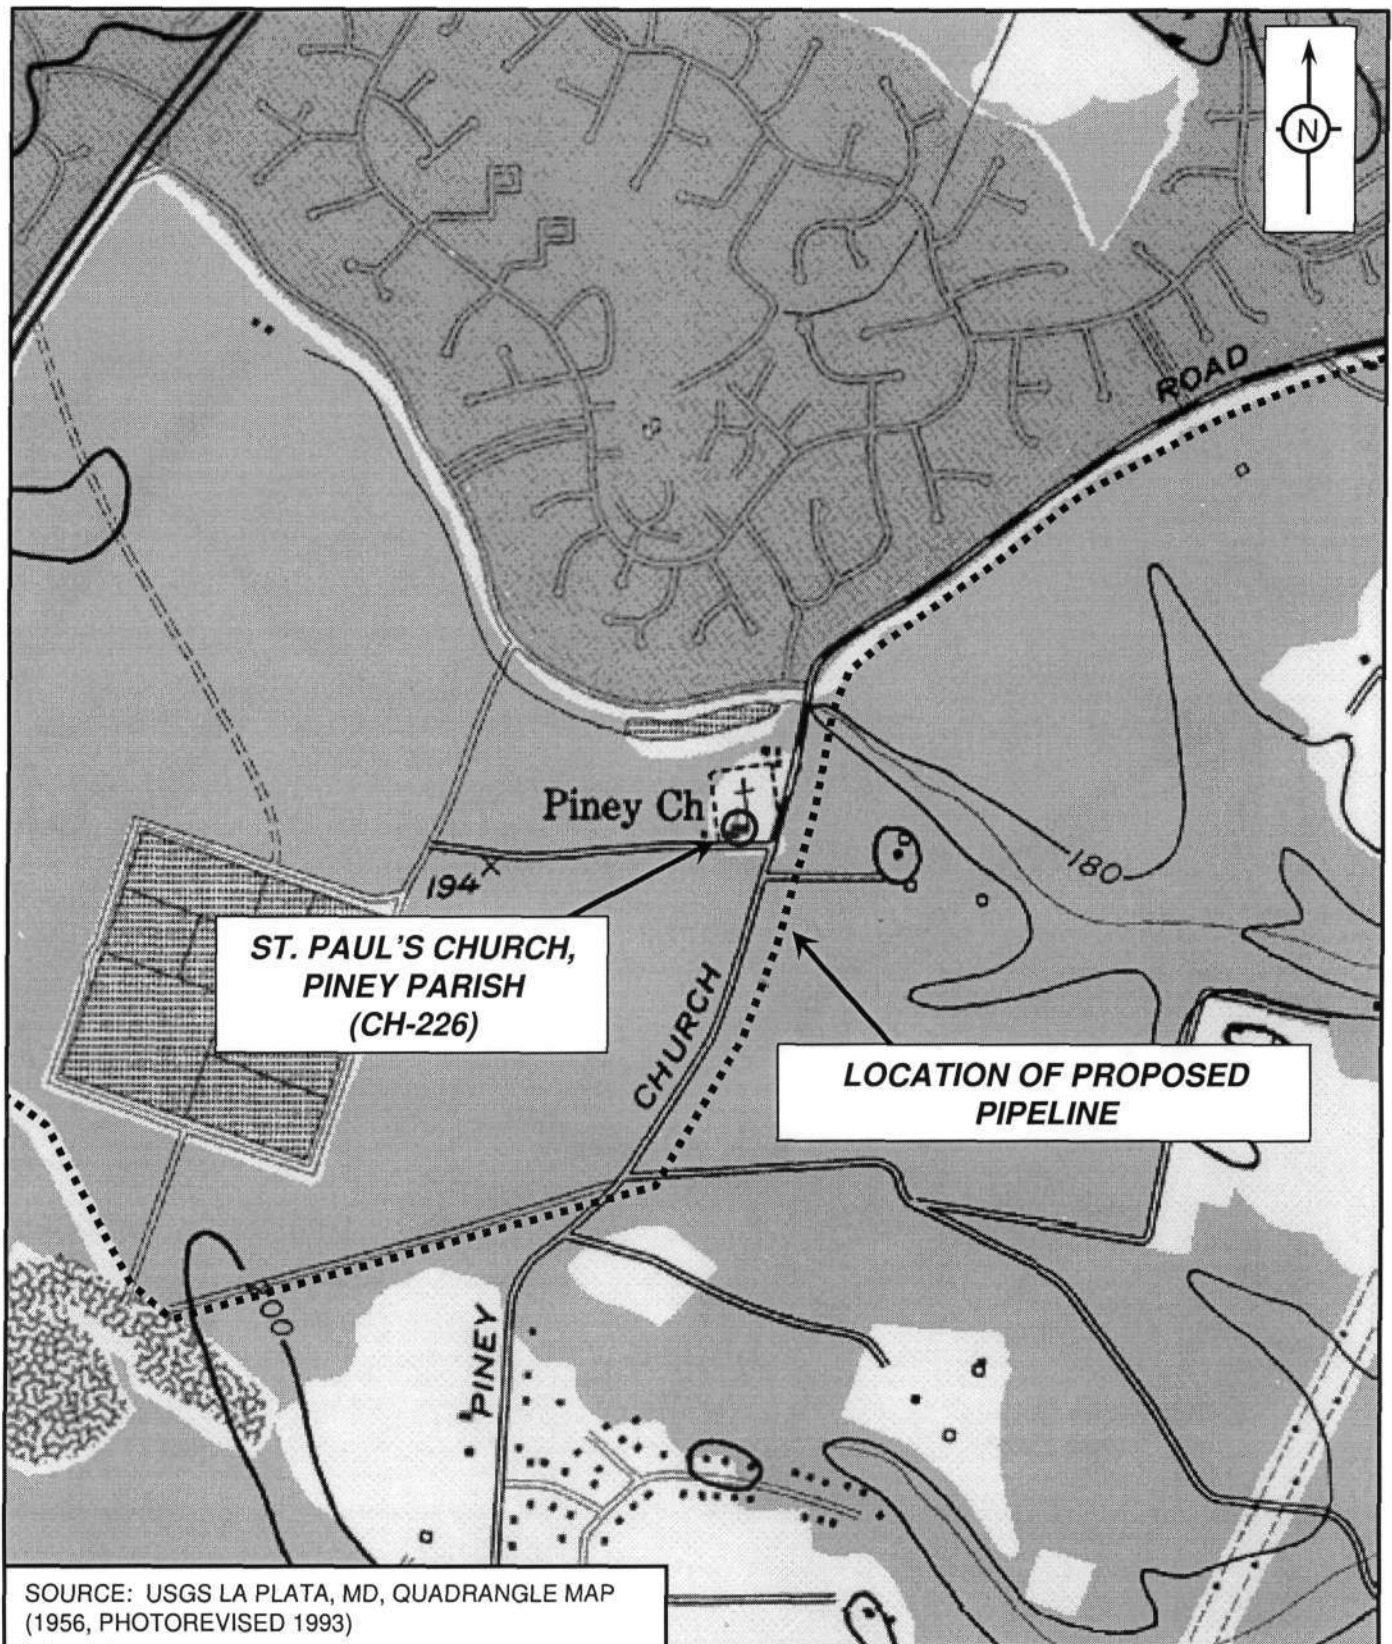 N
ROAD
Piney Ch
194
180
ST. PAUL'S CHURCH,
PINEY PARISH
(CH-226)
CHURCH
LOCATION OF PROPOSED
PIPELINE
200
PINEY
SOURCE: USGS LA PLATA, MD, QUADRANGLE MAP
(1956, PHOTOREVISED 1993)